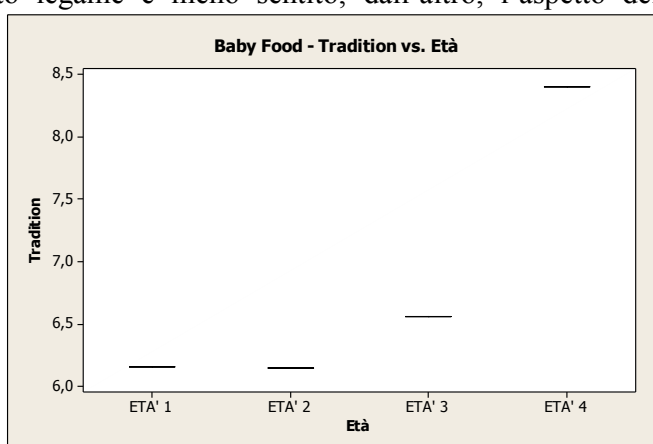 legame è meno sentito, dall'altro, l'aspetto del
Baby Food - Tradition vs. Età
8,5
8,0
7,5
7,0
6,5
6,0
Tradition
ETA' 1 ETA' 2 ETA' 3 ETA' 4
Età